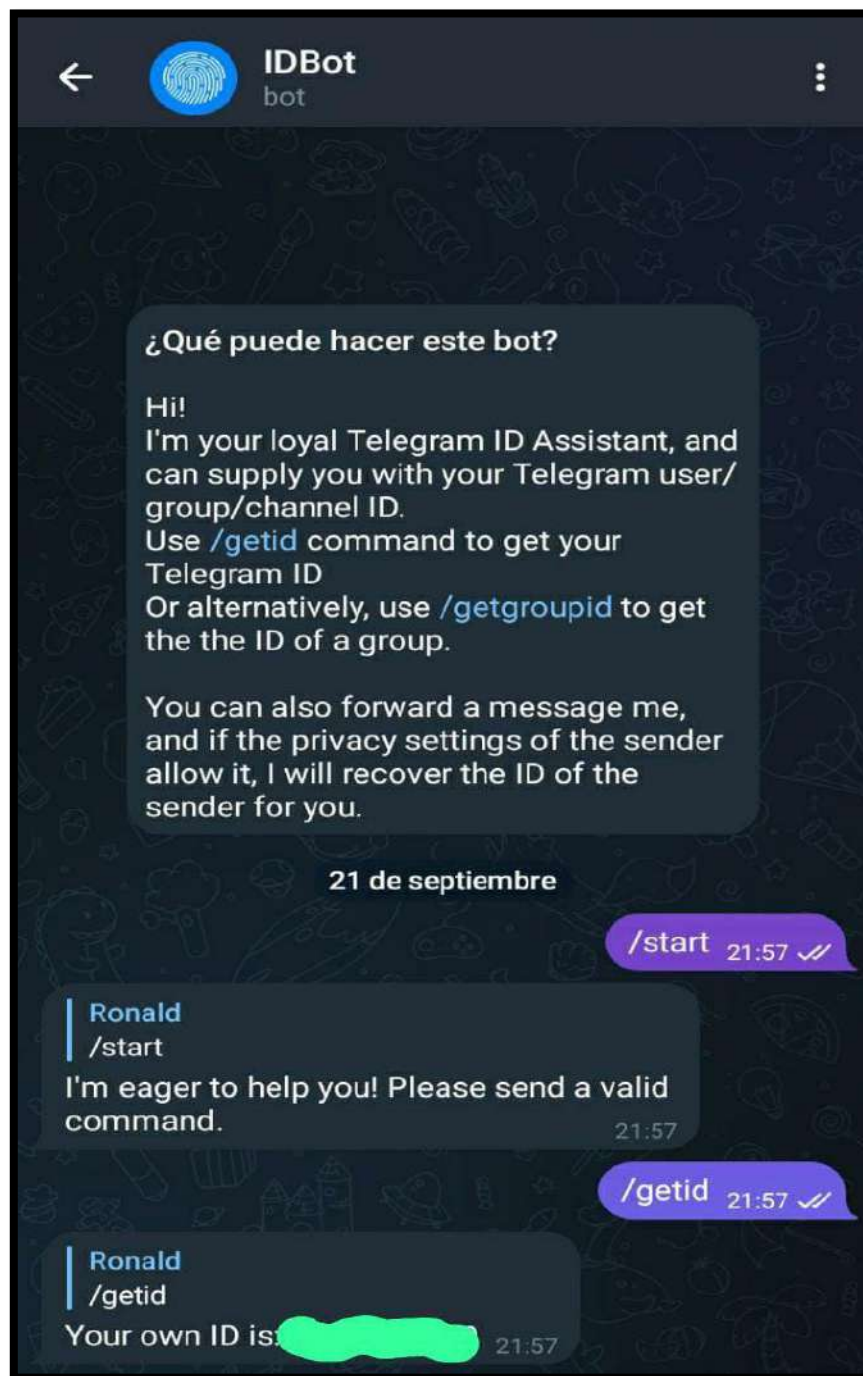 IDBot
bot
¿Qué puede hacer este bot?
Hi!
I'm your loyal Telegram ID Assistant, and
can supply you with your Telegram user/
group/channel ID.
Use /getid command to get your
Telegram ID
Or alternatively, use /getgroupid to get
the the ID of a group.
You can also forward a message me,
and if the privacy settings of the sender
allow it, I will recover the ID of the
sender for you.
21 de septiembre
/start 21:57
Ronald
/start
I'm eager to help you! Please send a valid
command. 21:57
/getid 21:57
Ronald
/getid
Your own ID is: 21:57